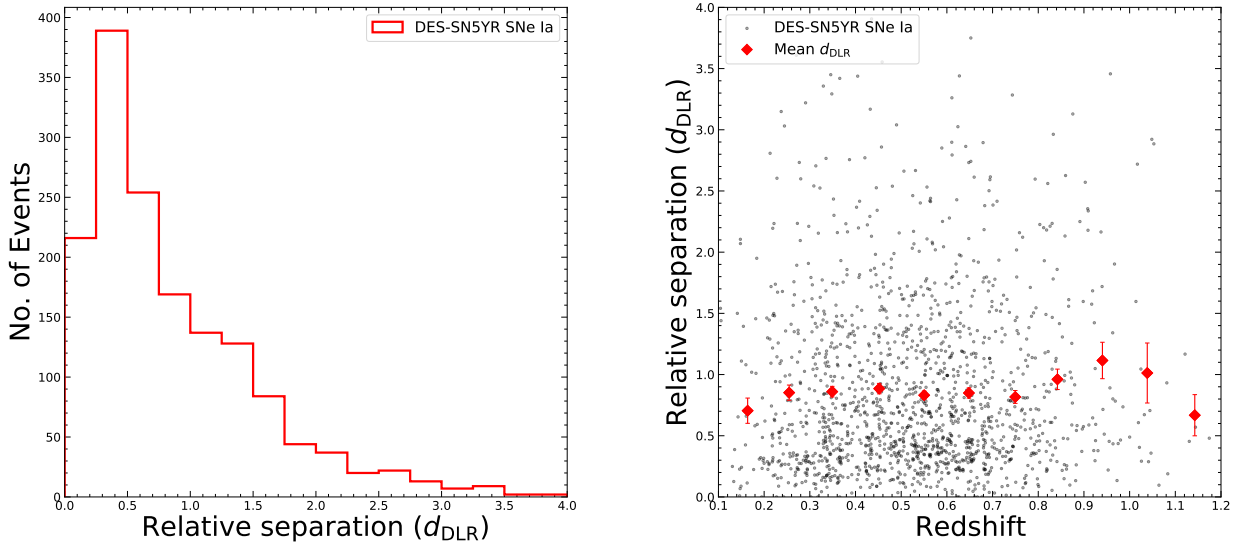 DES-SN5YR SNe Ia
No. of Events
400
350
300
250
200
150
100
50
0
0.0 0.5 1.0 1.5 2.0 2.5 3.0 3.5 4.0
Relative separation (d_DLR)
DES-SN5YR SNe Ia
Mean d_DLR
Relative separation (d_DLR)
4.0
3.5
3.0
2.5
2.0
1.5
1.0
0.5
0.0
0.1 0.2 0.3 0.4 0.5 0.6 0.7 0.8 0.9 1.0 1.1 1.2
Redshift